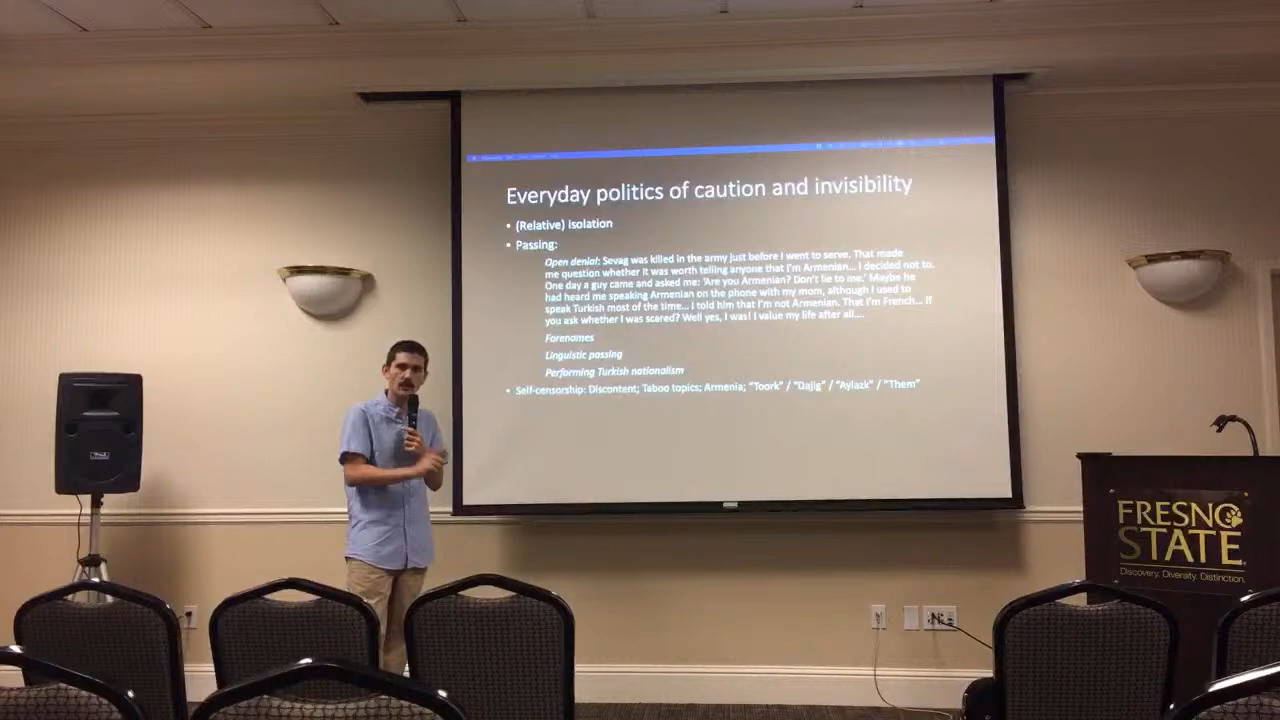 Everyday politics of caution and invisibility
• (Relative) isolation
• Passing:
Open denial: Sevag was killed in the army just before I went to serve. That made
me question whether it was worth telling anyone that I'm Armenian... I decided not to.
One day a guy came and asked me: 'Are you Armenian? Don't lie to me.' Maybe he
had heard me speaking Armenian on the phone with my mom, although I used to
speak Turkish most of the time... I told him that I'm not Armenian. That I'm French... If
you ask whether I was scared? Well yes, I was! I value my life after all....
Forenames
Linguistic passing
Performing Turkish nationalism
• Self-censorship: Discontent; Taboo topics; Armenia; "Toork" / "Dajig" / "Aylazk" / "Them"
FRESNO
STATE
Discovery. Diversity. Distinction.